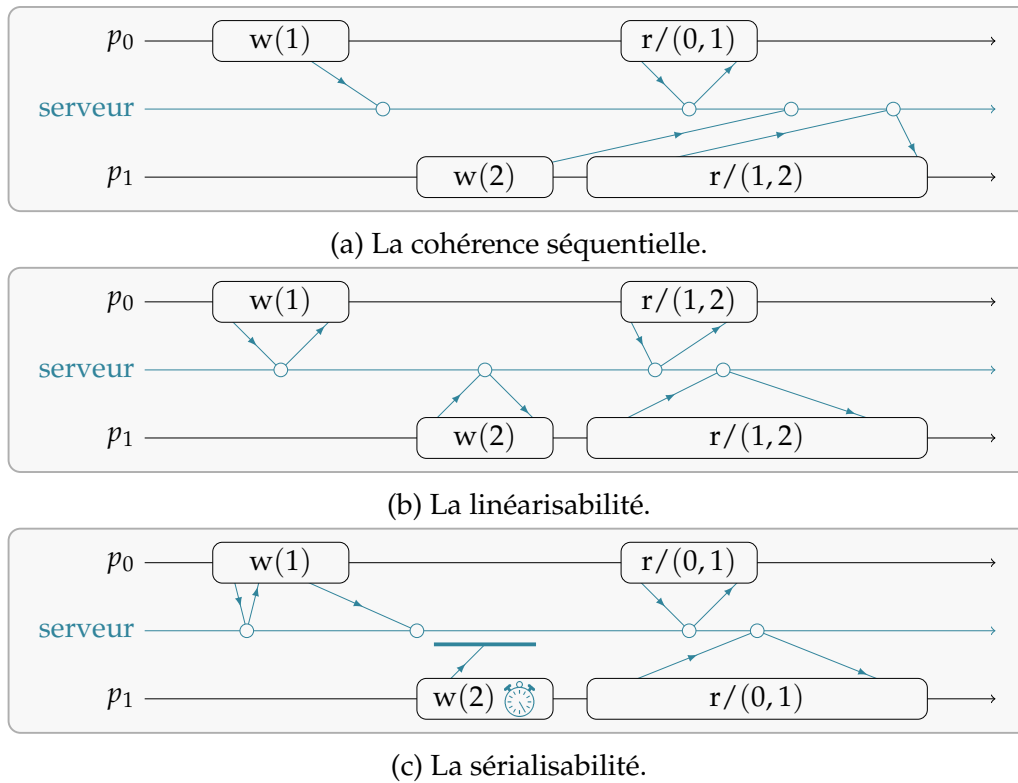 p₀ w(1) r/(0, 1)
serveur
p₁ w(2) r/(1, 2)
(a) La cohérence séquentielle.
p₀ w(1) r/(1, 2)
serveur
p₁ w(2) r/(1, 2)
(b) La linéarisabilité.
p₀ w(1) r/(0, 1)
serveur
p₁ w(2) r/(0, 1)
(c) La sérialisabilité.